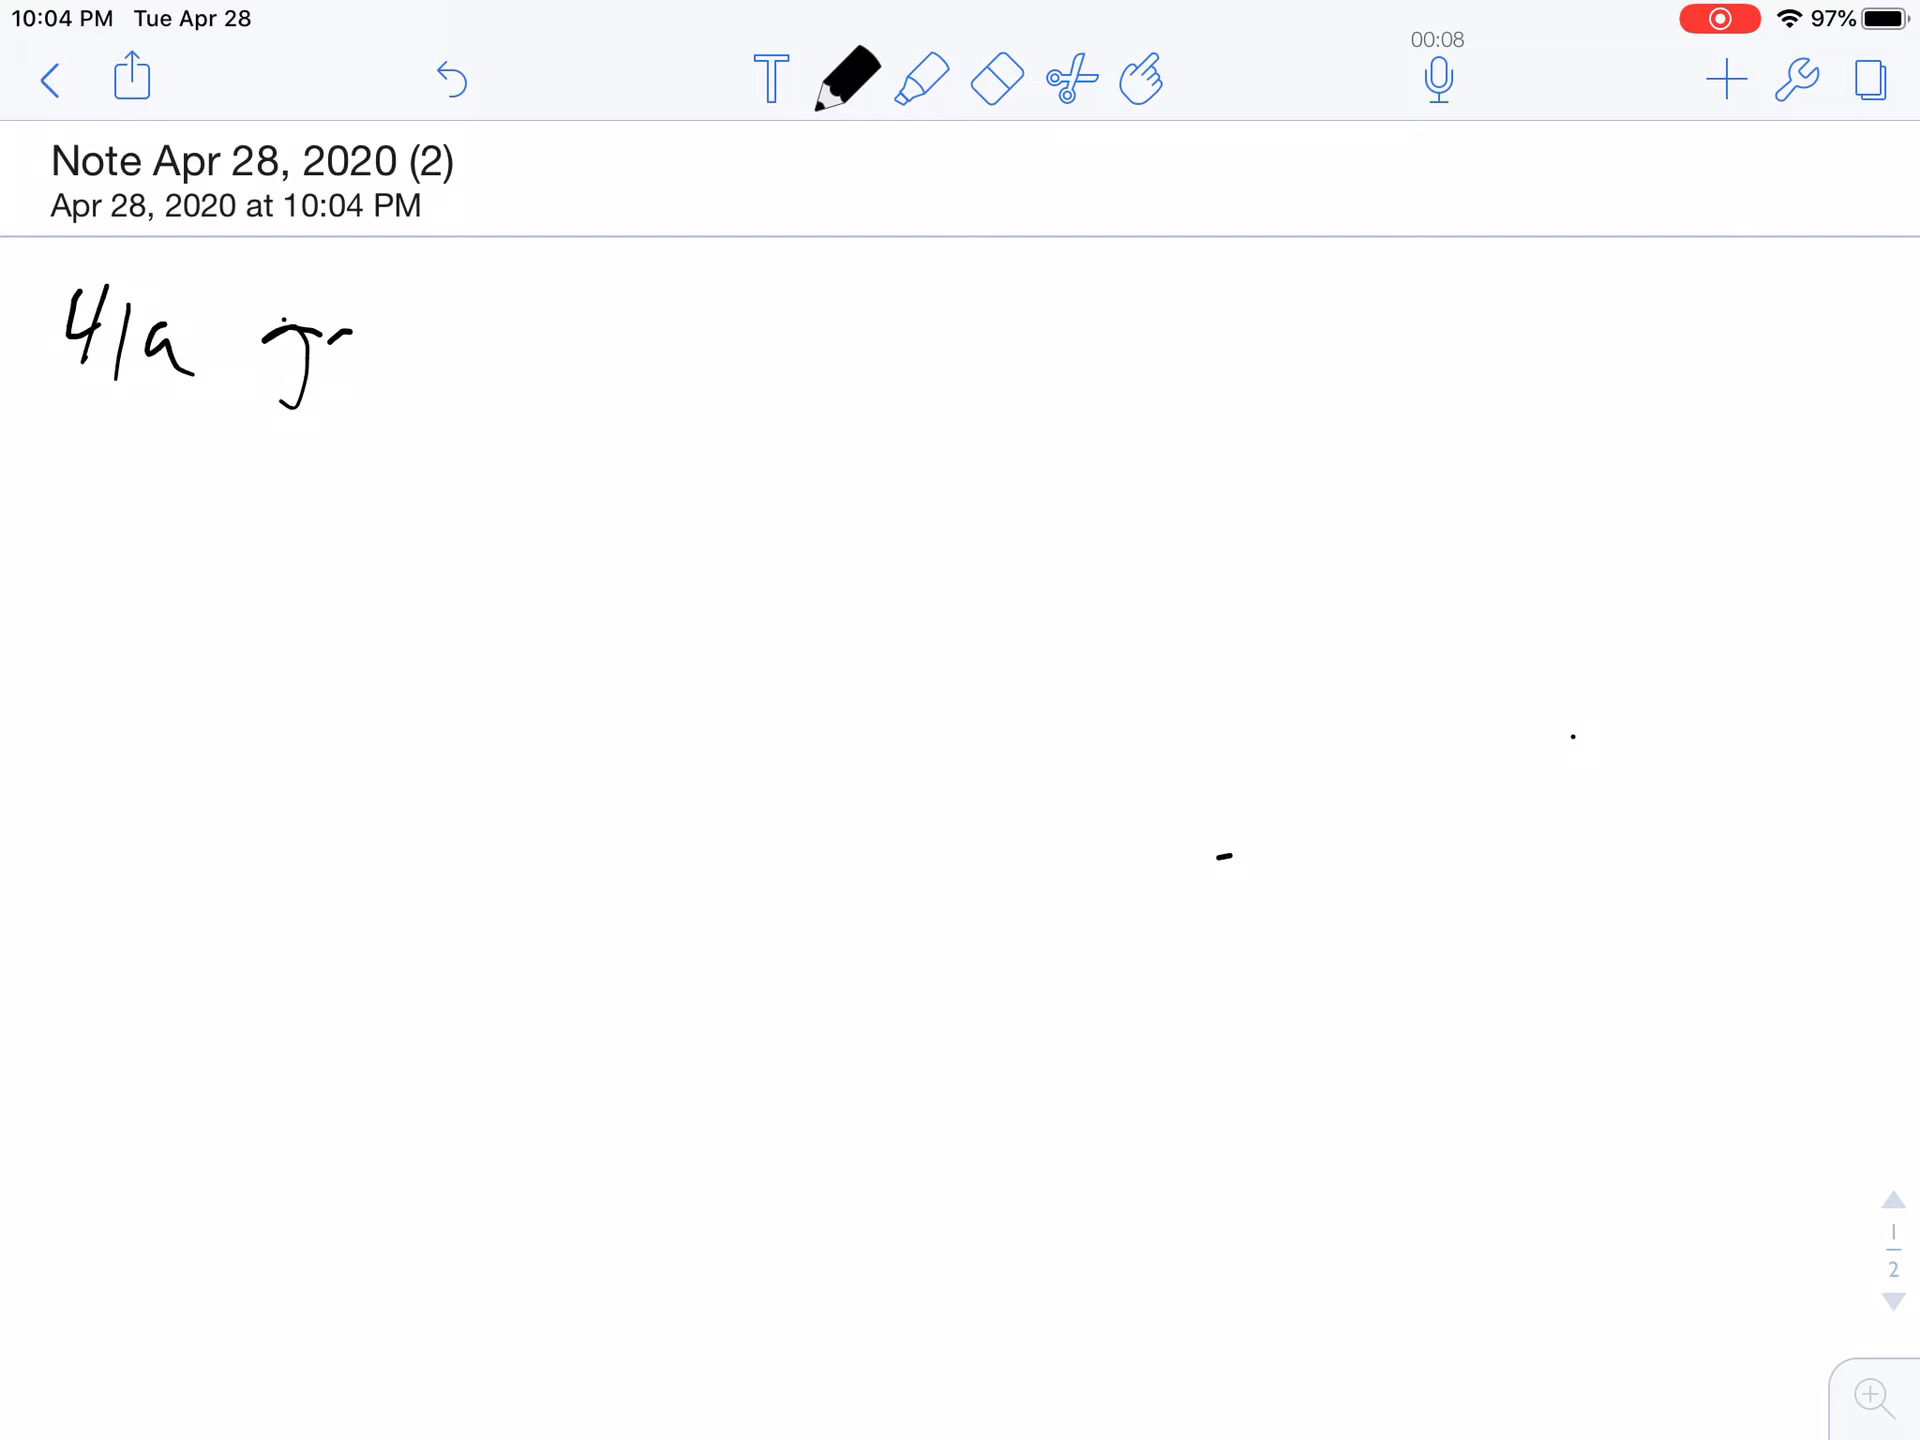 10:04 PM Tue Apr 28
97%
00:08
T
Note Apr 28, 2020 (2)
Apr 28, 2020 at 10:04 PM
4/a
1
2